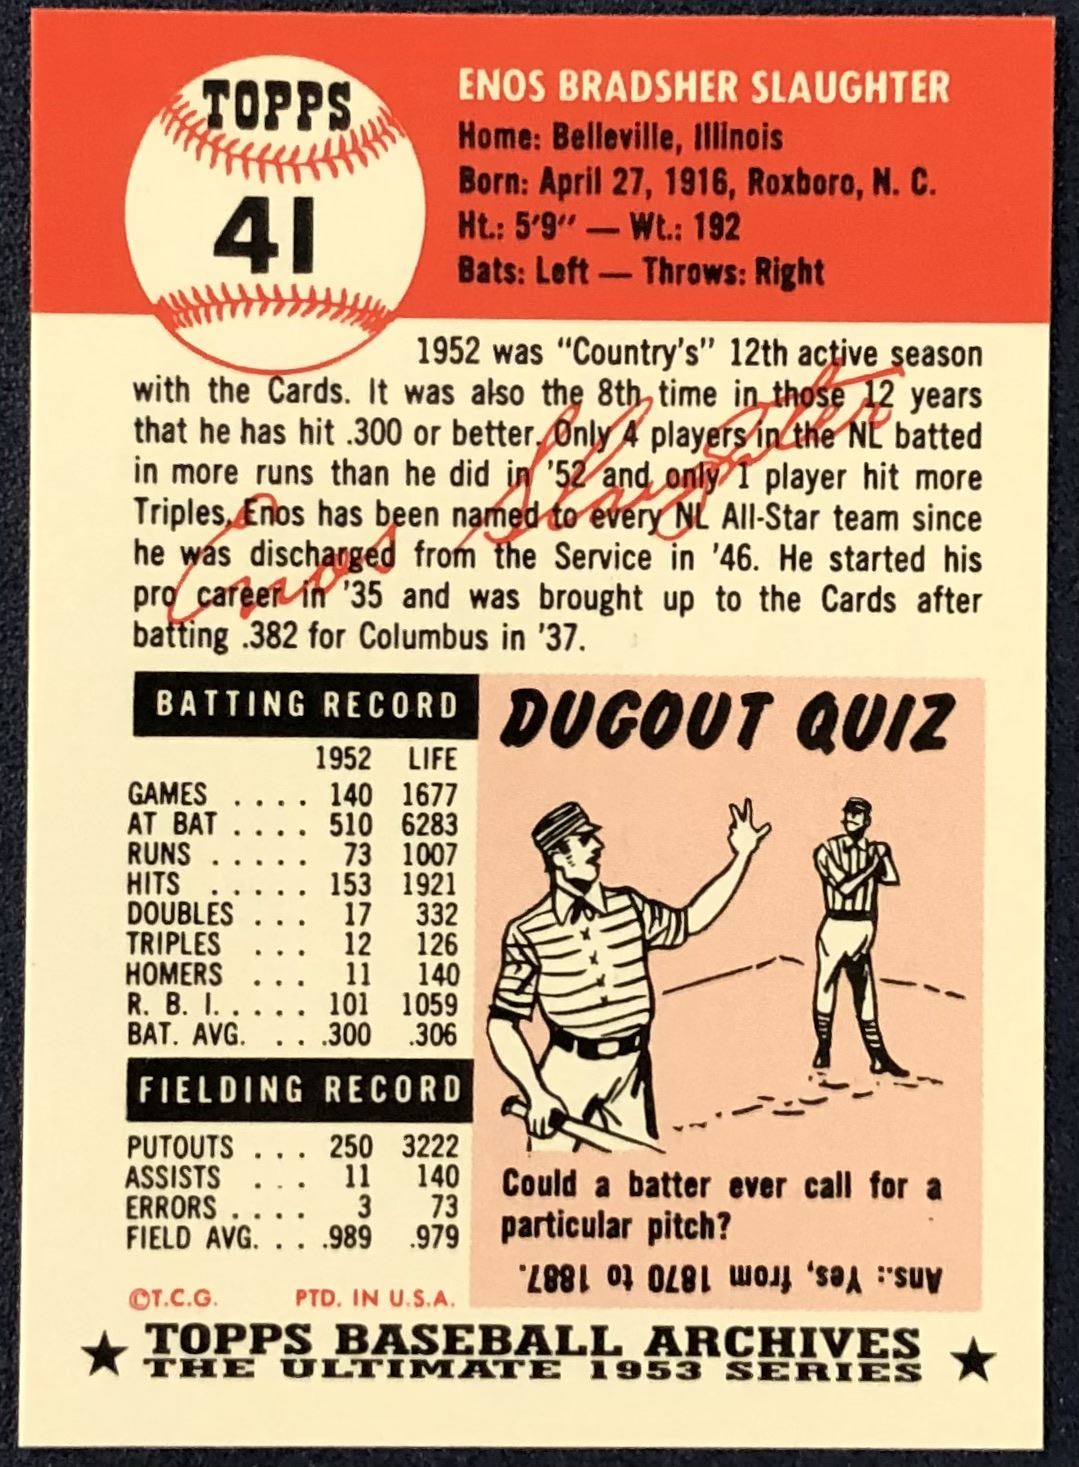 TOPPS
41
ENOS BRADSHER SLAUGHTER
Home: Belleville, Illinois
Born: April 27, 1916, Roxboro, N. C.
Ht.: 5'9″ — Wt.: 192
Bats: Left — Throws: Right
1952 was “Country's” 12th active season
with the Cards. It was also the 8th time in those 12 years
that he has hit .300 or better. Only 4 players in the NL batted
in more runs than he did in '52 and only 1 player hit more
Triples. Enos has been named to every NL All-Star team since
he was discharged from the Service in '46. He started his
pro career in '35 and was brought up to the Cards after
batting .382 for Columbus in '37.
Enos Slaughter
BATTING RECORD
1952 LIFE
GAMES .... 140 1677
AT BAT .... 510 6283
RUNS ..... 73 1007
HITS ..... 153 1921
DOUBLES ... 17 332
TRIPLES ... 12 126
HOMERS ... 11 140
R. B. I..... 101 1059
BAT. AVG. .. .300 .306
FIELDING RECORD
PUTOUTS ... 250 3222
ASSISTS ... 11 140
ERRORS .... 3 73
FIELD AVG. .. .989 .979
DUGOUT QUIZ
Could a batter ever call for a
particular pitch?
Ans.: Yes, from 1870 to 1887.
©T.C.G. PTD. IN U.S.A.
★ TOPPS BASEBALL ARCHIVES ★
THE ULTIMATE 1953 SERIES